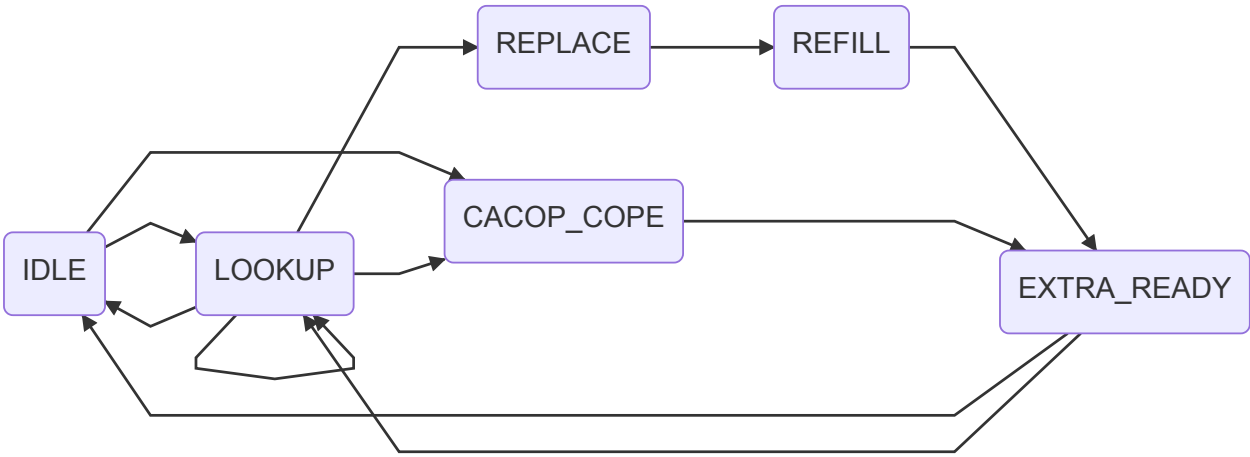 REPLACE
REFILL
CACOP_COPE
IDLE
LOOKUP
EXTRA_READY